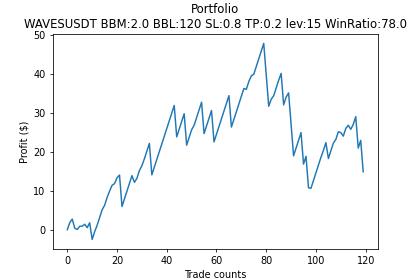 Portfolio
WAVESUSDT BBM:2.0 BBL:120 SL:0.8 TP:0.2 lev:15 WinRatio:78.0
50
40
30
20
10
0
Profit ($)
0 20 40 60 80 100 120
Trade counts